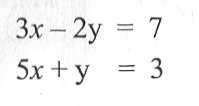 3x – 2y = 7
5x + y = 3